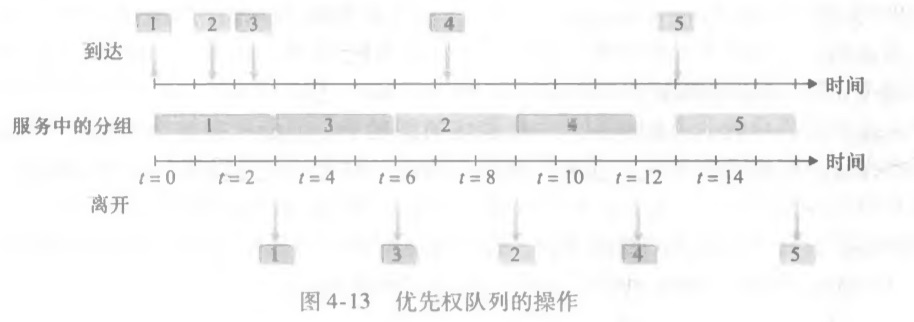 1 2 3 4 5
到达
时间
服务中的分组 1 3 2 4 5
时间
t=0 t=2 t=4 t=6 t=8 t=10 t=12 t=14
离开
1 3 2 4 5
图 4-13 优先权队列的操作